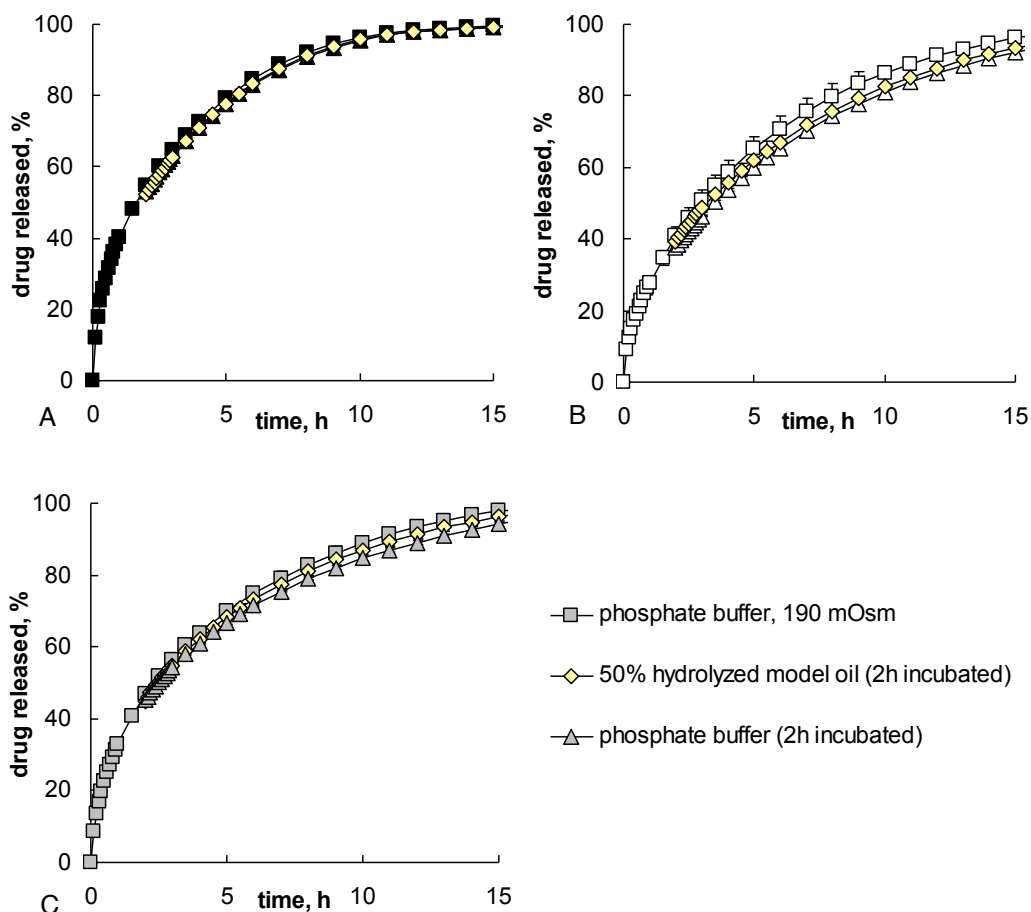 100
80
60
40
20
0
drug released, %
0 5 10 15
time, h
A
100
80
60
40
20
0
drug released, %
0 5 10 15
time, h
B
100
80
60
40
20
0
drug released, %
0 5 10 15
time, h
C
phosphate buffer, 190 mOsm
50% hydrolyzed model oil (2h incubated)
phosphate buffer (2h incubated)